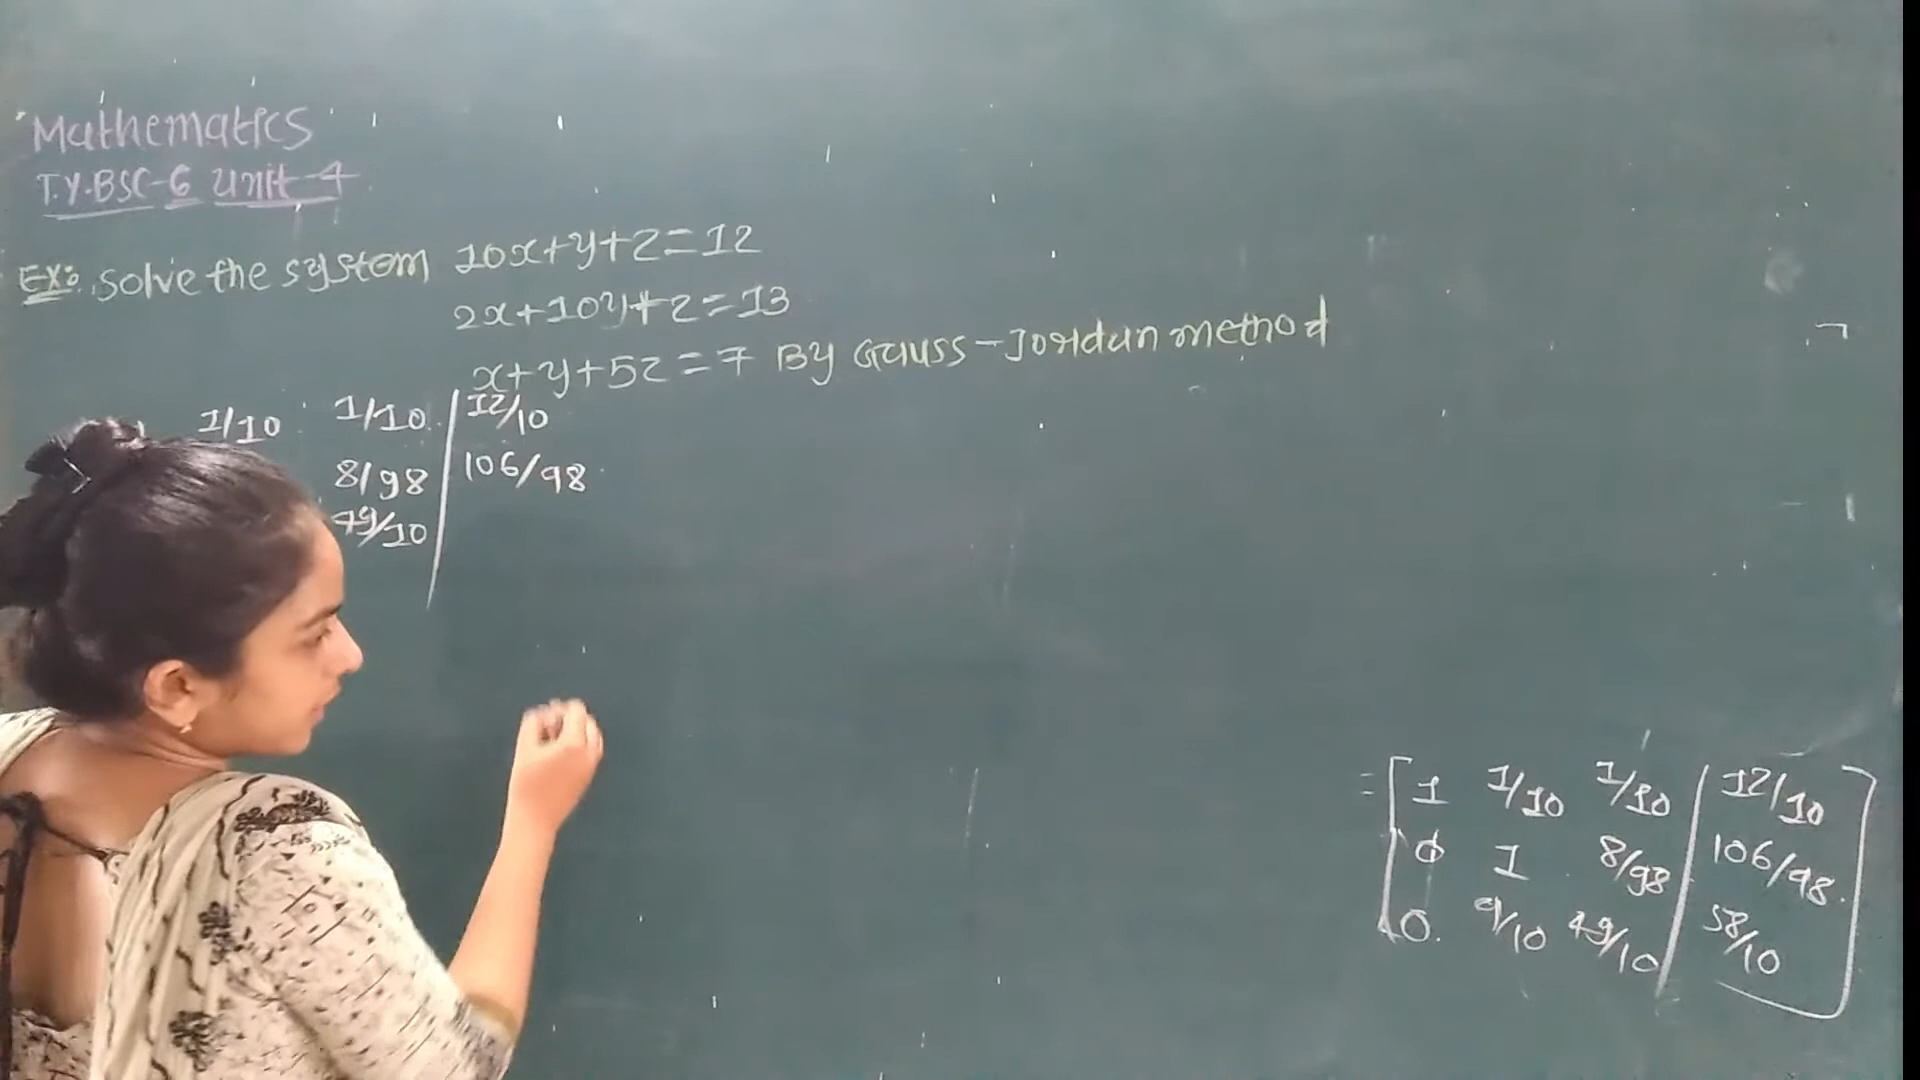 Mathematics
T.Y.BSC-6 unit-4
Ex:. Solve the system 10x+y+z=12
2x+10y+z=13
x+y+5z=7 By Gauss-Jordan method
1/10 1/10 | 12/10
8/98 | 106/98
49/10 |
= [ 1 1/10 1/10 | 12/10 ]
0 1 8/98 | 106/98
0 9/10 49/10 | 58/10